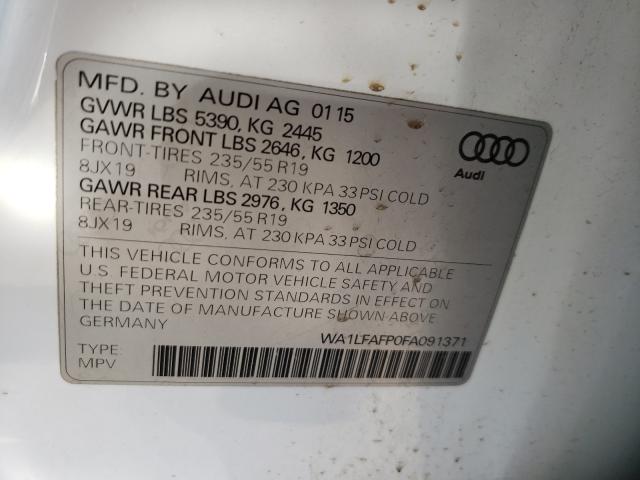 MFD. BY AUDI AG 01 15
GVWR LBS 5390, KG 2445
GAWR FRONT LBS 2646, KG 1200
FRONT-TIRES 235/55 R19
8JX19 RIMS, AT 230 KPA 33 PSI COLD
GAWR REAR LBS 2976, KG 1350
REAR-TIRES 235/55 R19
8JX19 RIMS, AT 230 KPA 33 PSI COLD
Audi
THIS VEHICLE CONFORMS TO ALL APPLICABLE
U.S. FEDERAL MOTOR VEHICLE SAFETY AND
THEFT PREVENTION STANDARDS IN EFFECT ON
THE DATE OF MANUFACTURE SHOWN ABOVE
GERMANY
WA1LFAFP0FA091371
TYPE:
MPV